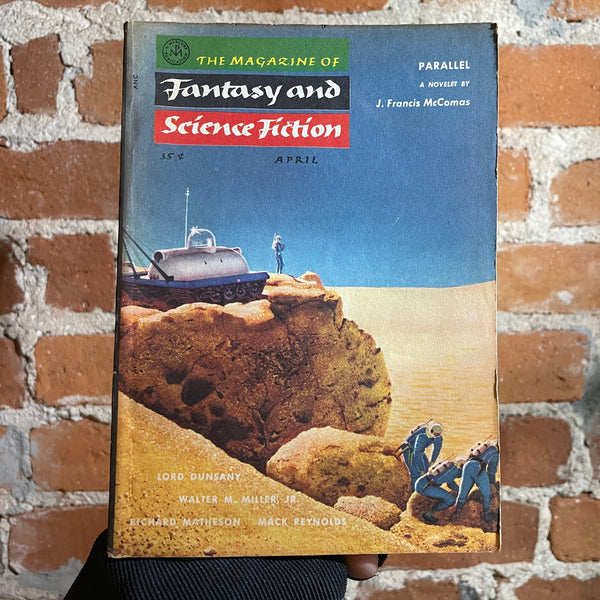 THE MAGAZINE OF
Fantasy and
Science Fiction
35¢ APRIL
PARALLEL
A NOVELET BY
J. Francis McComas
ANC
LORD DUNSANY
WALTER M. MILLER, JR.
RICHARD MATHESON MACK REYNOLDS